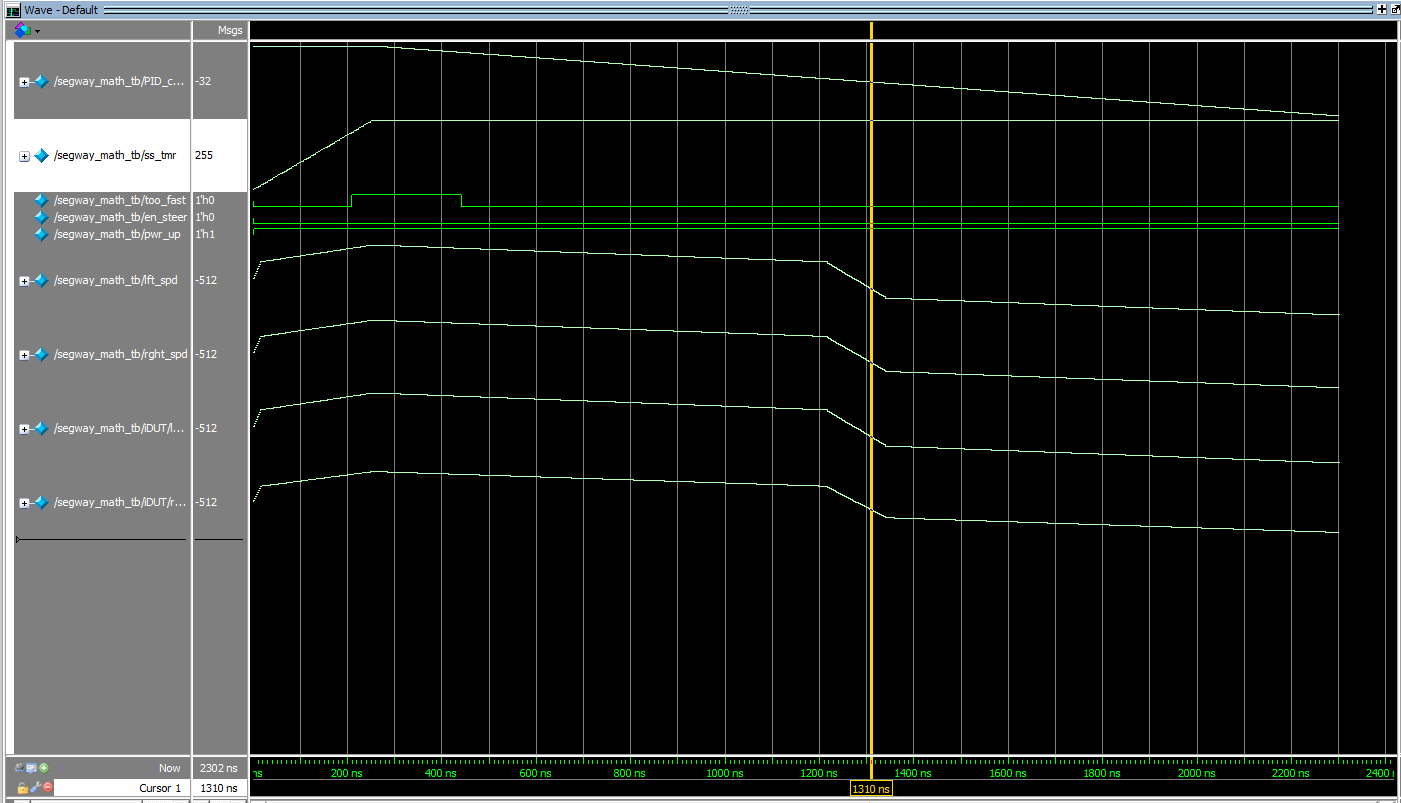 Wave - Default
Msgs
/segway_math_tb/PID_c... -32
/segway_math_tb/ss_tmr 255
/segway_math_tb/too_fast 1'h0
/segway_math_tb/en_steer 1'h0
/segway_math_tb/pwr_up 1'h1
/segway_math_tb/lft_spd -512
/segway_math_tb/rght_spd -512
/segway_math_tb/iDUT/l... -512
/segway_math_tb/iDUT/r... -512
Now 2302 ns ns 200 ns 400 ns 600 ns 800 ns 1000 ns 1200 ns 1400 ns 1600 ns 1800 ns 2000 ns 2200 ns 2400
Cursor 1 1310 ns 1310 ns